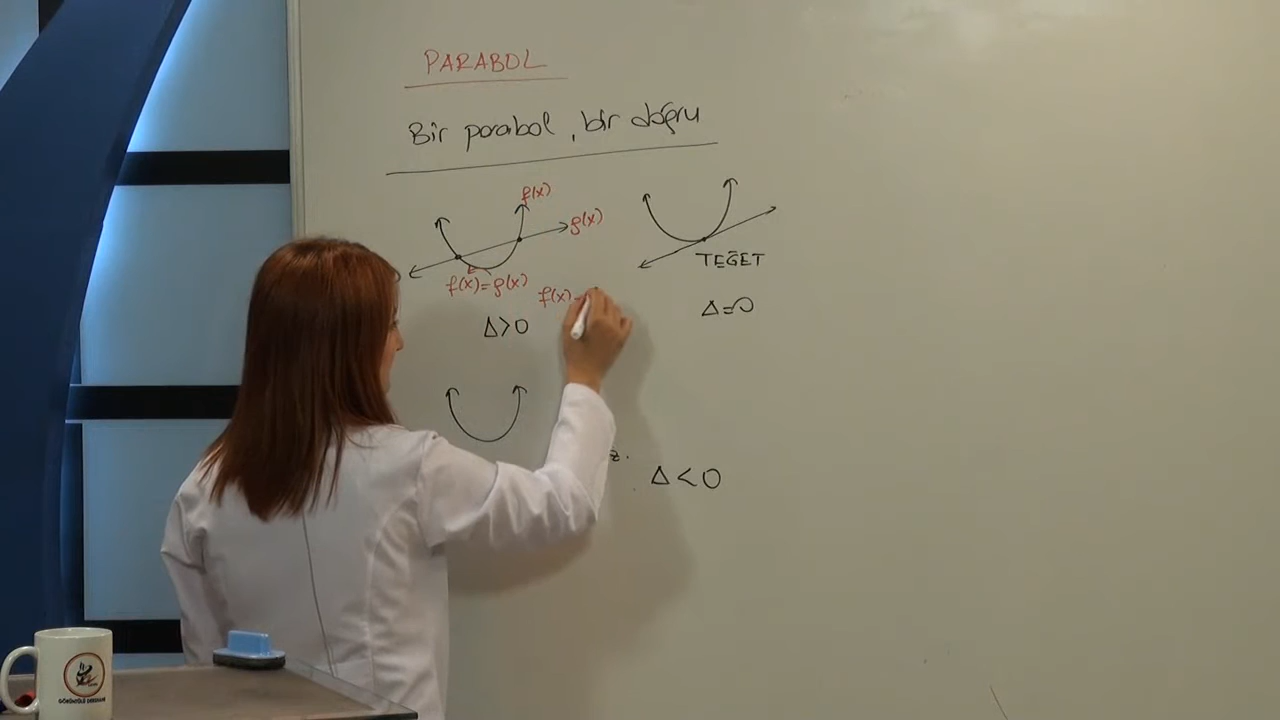 PARABOL
Bir parabol, bir doğru
f(x)
g(x)
f(x)=g(x)
f(x)-
Δ>0
TEĞET
Δ=0
z.
Δ<0